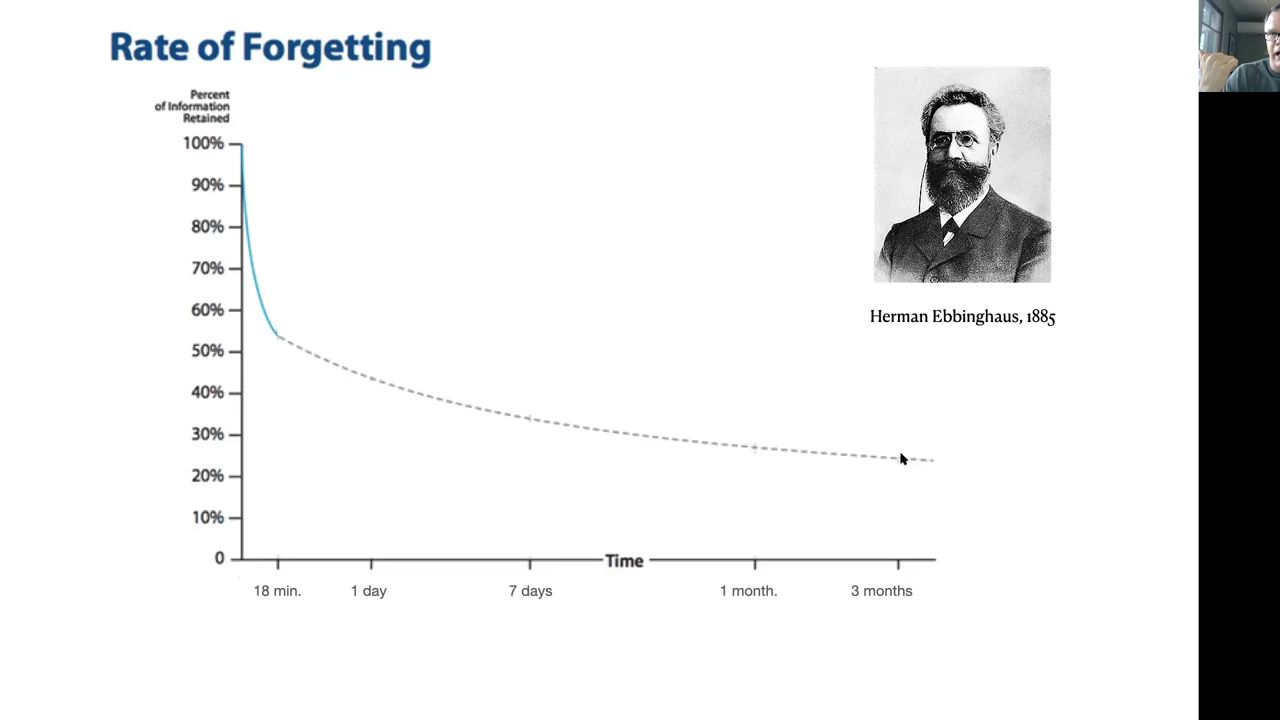 Rate of Forgetting
Percent
of Information
Retained
100%
90%
80%
70%
60%
50%
40%
30%
20%
10%
0
Time
18 min.
1 day
7 days
1 month.
3 months
Herman Ebbinghaus, 1885